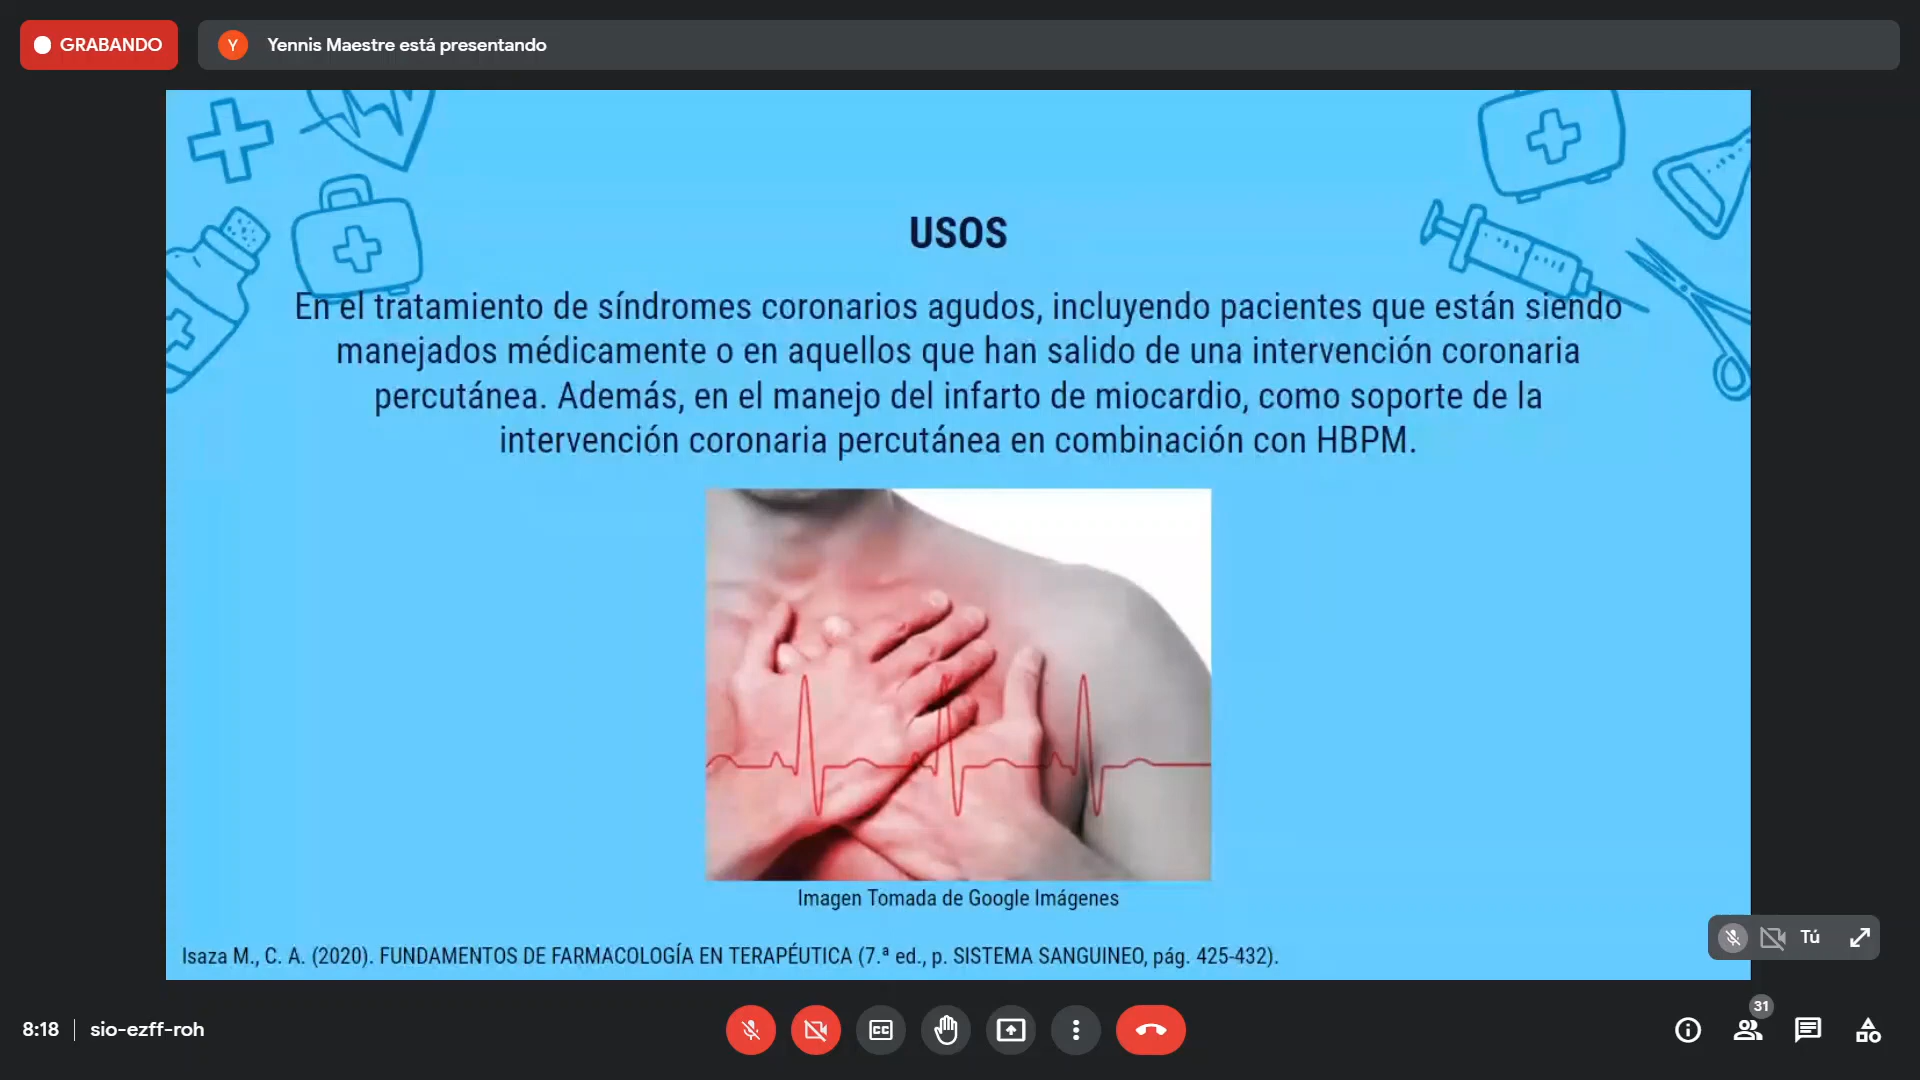 GRABANDO
Y
Yennis Maestre está presentando
USOS
En el tratamiento de síndromes coronarios agudos, incluyendo pacientes que están siendo
manejados médicamente o en aquellos que han salido de una intervención coronaria
percutánea. Además, en el manejo del infarto de miocardio, como soporte de la
intervención coronaria percutánea en combinación con HBPM.
Imagen Tomada de Google Imágenes
Isaza M., C. A. (2020). FUNDAMENTOS DE FARMACOLOGÍA EN TERAPÉUTICA (7.ª ed., p. SISTEMA SANGUINEO, pág. 425-432).
Tú
8:18
sio-ezff-roh
CC
31